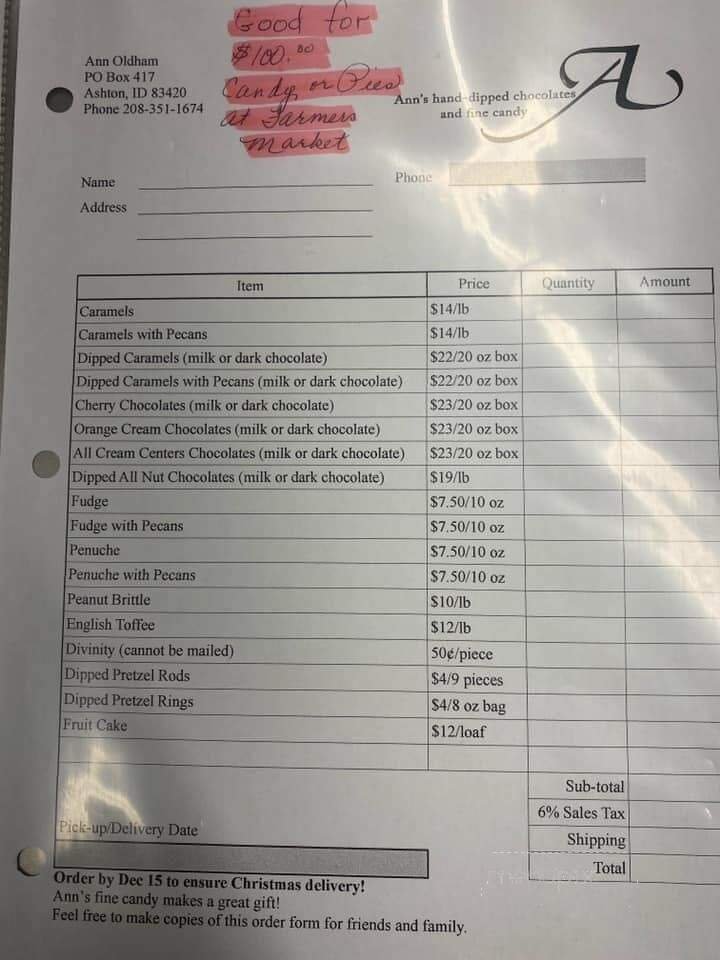 Good for
$100.00
Candy or Pies
at Farmers
Market
Ann Oldham
PO Box 417
Ashton, ID 83420
Phone 208-351-1674
A
Ann's hand-dipped chocolates
and fine candy
Name
Phone
Address
Item Price Quantity Amount
Caramels $14/lb
Caramels with Pecans $14/lb
Dipped Caramels (milk or dark chocolate) $22/20 oz box
Dipped Caramels with Pecans (milk or dark chocolate) $22/20 oz box
Cherry Chocolates (milk or dark chocolate) $23/20 oz box
Orange Cream Chocolates (milk or dark chocolate) $23/20 oz box
All Cream Centers Chocolates (milk or dark chocolate) $23/20 oz box
Dipped All Nut Chocolates (milk or dark chocolate) $19/lb
Fudge $7.50/10 oz
Fudge with Pecans $7.50/10 oz
Penuche $7.50/10 oz
Penuche with Pecans $7.50/10 oz
Peanut Brittle $10/lb
English Toffee $12/lb
Divinity (cannot be mailed) 50¢/piece
Dipped Pretzel Rods $4/9 pieces
Dipped Pretzel Rings $4/8 oz bag
Fruit Cake $12/loaf
Sub-total
6% Sales Tax
Shipping
Total
Pick-up/Delivery Date
Order by Dec 15 to ensure Christmas delivery!
Ann's fine candy makes a great gift!
Feel free to make copies of this order form for friends and family.